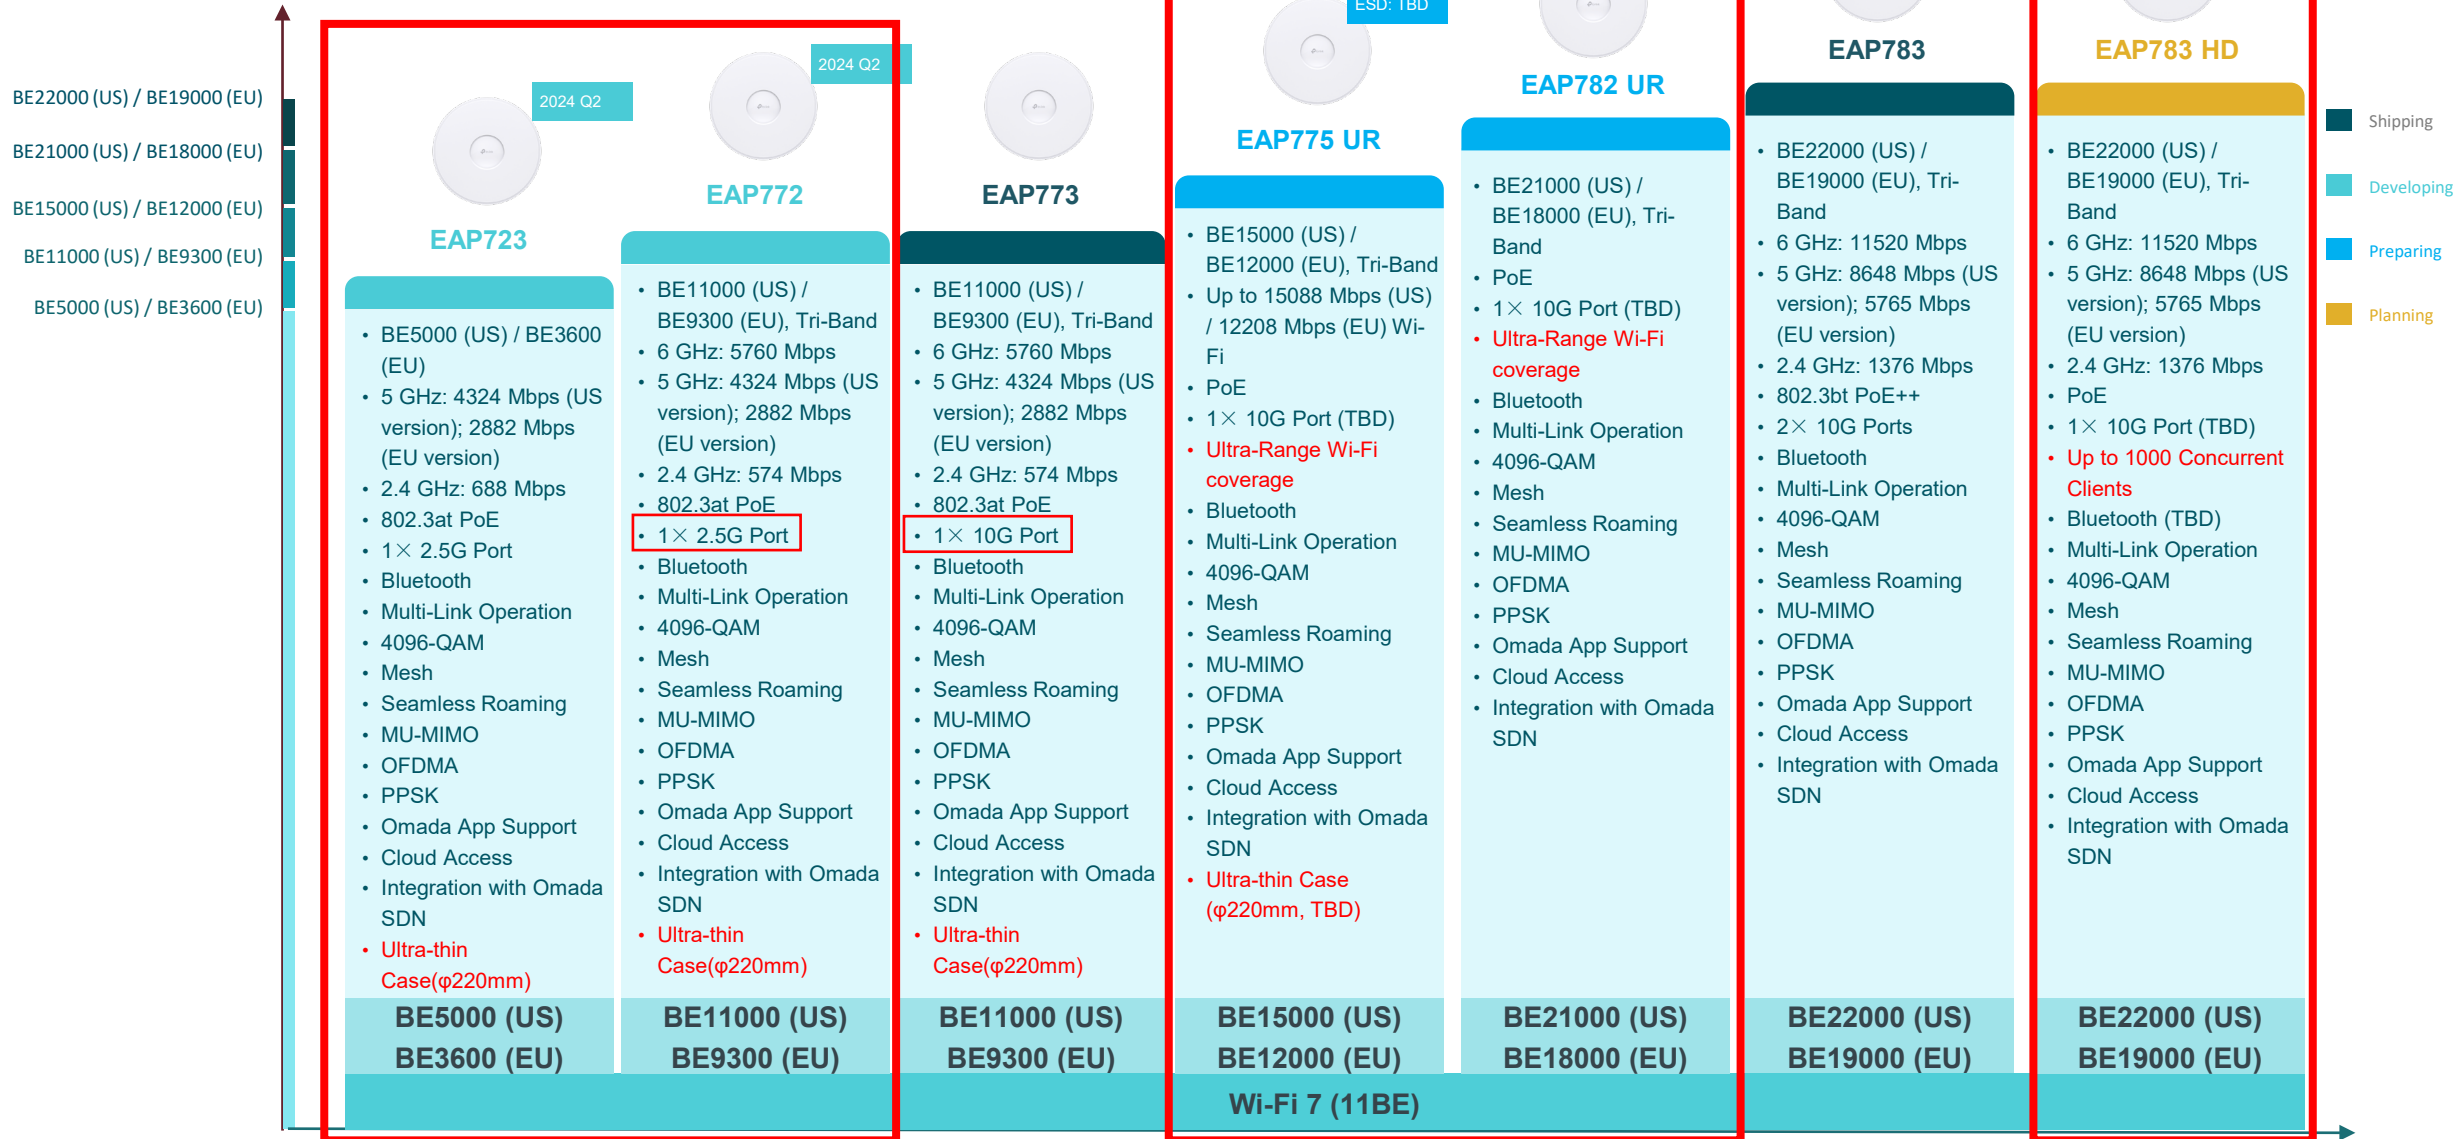 BE22000 (US) / BE19000 (EU)
BE21000 (US) / BE18000 (EU)
BE15000 (US) / BE12000 (EU)
BE11000 (US) / BE9300 (EU)
BE5000 (US) / BE3600 (EU)
2024 Q2
EAP723
• BE5000 (US) / BE3600
(EU)
• 5 GHz: 4324 Mbps (US
version); 2882 Mbps
(EU version)
• 2.4 GHz: 688 Mbps
• 802.3at PoE
• 1× 2.5G Port
• Bluetooth
• Multi-Link Operation
• 4096-QAM
• Mesh
• Seamless Roaming
• MU-MIMO
• OFDMA
• PPSK
• Omada App Support
• Cloud Access
• Integration with Omada
SDN
• Ultra-thin
Case(φ220mm)
BE5000 (US)
BE3600 (EU)
2024 Q2
EAP772
• BE11000 (US) /
BE9300 (EU), Tri-Band
• 6 GHz: 5760 Mbps
• 5 GHz: 4324 Mbps (US
version); 2882 Mbps
(EU version)
• 2.4 GHz: 574 Mbps
• 802.3at PoE
• 1× 2.5G Port
• Bluetooth
• Multi-Link Operation
• 4096-QAM
• Mesh
• Seamless Roaming
• MU-MIMO
• OFDMA
• PPSK
• Omada App Support
• Cloud Access
• Integration with Omada
SDN
• Ultra-thin
Case(φ220mm)
BE11000 (US)
BE9300 (EU)
EAP773
• BE11000 (US) /
BE9300 (EU), Tri-Band
• 6 GHz: 5760 Mbps
• 5 GHz: 4324 Mbps (US
version); 2882 Mbps
(EU version)
• 2.4 GHz: 574 Mbps
• 802.3at PoE
• 1× 10G Port
• Bluetooth
• Multi-Link Operation
• 4096-QAM
• Mesh
• Seamless Roaming
• MU-MIMO
• OFDMA
• PPSK
• Omada App Support
• Cloud Access
• Integration with Omada
SDN
• Ultra-thin
Case(φ220mm)
BE11000 (US)
BE9300 (EU)
ESD: TBD
EAP775 UR
• BE15000 (US) /
BE12000 (EU), Tri-Band
• Up to 15088 Mbps (US)
/ 12208 Mbps (EU) Wi-
Fi
• PoE
• 1× 10G Port (TBD)
• Ultra-Range Wi-Fi
coverage
• Bluetooth
• Multi-Link Operation
• 4096-QAM
• Mesh
• Seamless Roaming
• MU-MIMO
• OFDMA
• PPSK
• Omada App Support
• Cloud Access
• Integration with Omada
SDN
• Ultra-thin Case
(φ220mm, TBD)
BE15000 (US)
BE12000 (EU)
EAP782 UR
• BE21000 (US) /
BE18000 (EU), Tri-
Band
• PoE
• 1× 10G Port (TBD)
• Ultra-Range Wi-Fi
coverage
• Bluetooth
• Multi-Link Operation
• 4096-QAM
• Mesh
• Seamless Roaming
• MU-MIMO
• OFDMA
• PPSK
• Omada App Support
• Cloud Access
• Integration with Omada
SDN
BE21000 (US)
BE18000 (EU)
EAP783
• BE22000 (US) /
BE19000 (EU), Tri-
Band
• 6 GHz: 11520 Mbps
• 5 GHz: 8648 Mbps (US
version); 5765 Mbps
(EU version)
• 2.4 GHz: 1376 Mbps
• 802.3bt PoE++
• 2× 10G Ports
• Bluetooth
• Multi-Link Operation
• 4096-QAM
• Mesh
• Seamless Roaming
• MU-MIMO
• OFDMA
• PPSK
• Omada App Support
• Cloud Access
• Integration with Omada
SDN
BE22000 (US)
BE19000 (EU)
EAP783 HD
• BE22000 (US) /
BE19000 (EU), Tri-
Band
• 6 GHz: 11520 Mbps
• 5 GHz: 8648 Mbps (US
version); 5765 Mbps
(EU version)
• 2.4 GHz: 1376 Mbps
• PoE
• 1× 10G Port (TBD)
• Up to 1000 Concurrent
Clients
• Bluetooth (TBD)
• Multi-Link Operation
• 4096-QAM
• Mesh
• Seamless Roaming
• MU-MIMO
• OFDMA
• PPSK
• Omada App Support
• Cloud Access
• Integration with Omada
SDN
BE22000 (US)
BE19000 (EU)
Wi-Fi 7 (11BE)
Shipping
Developing
Preparing
Planning